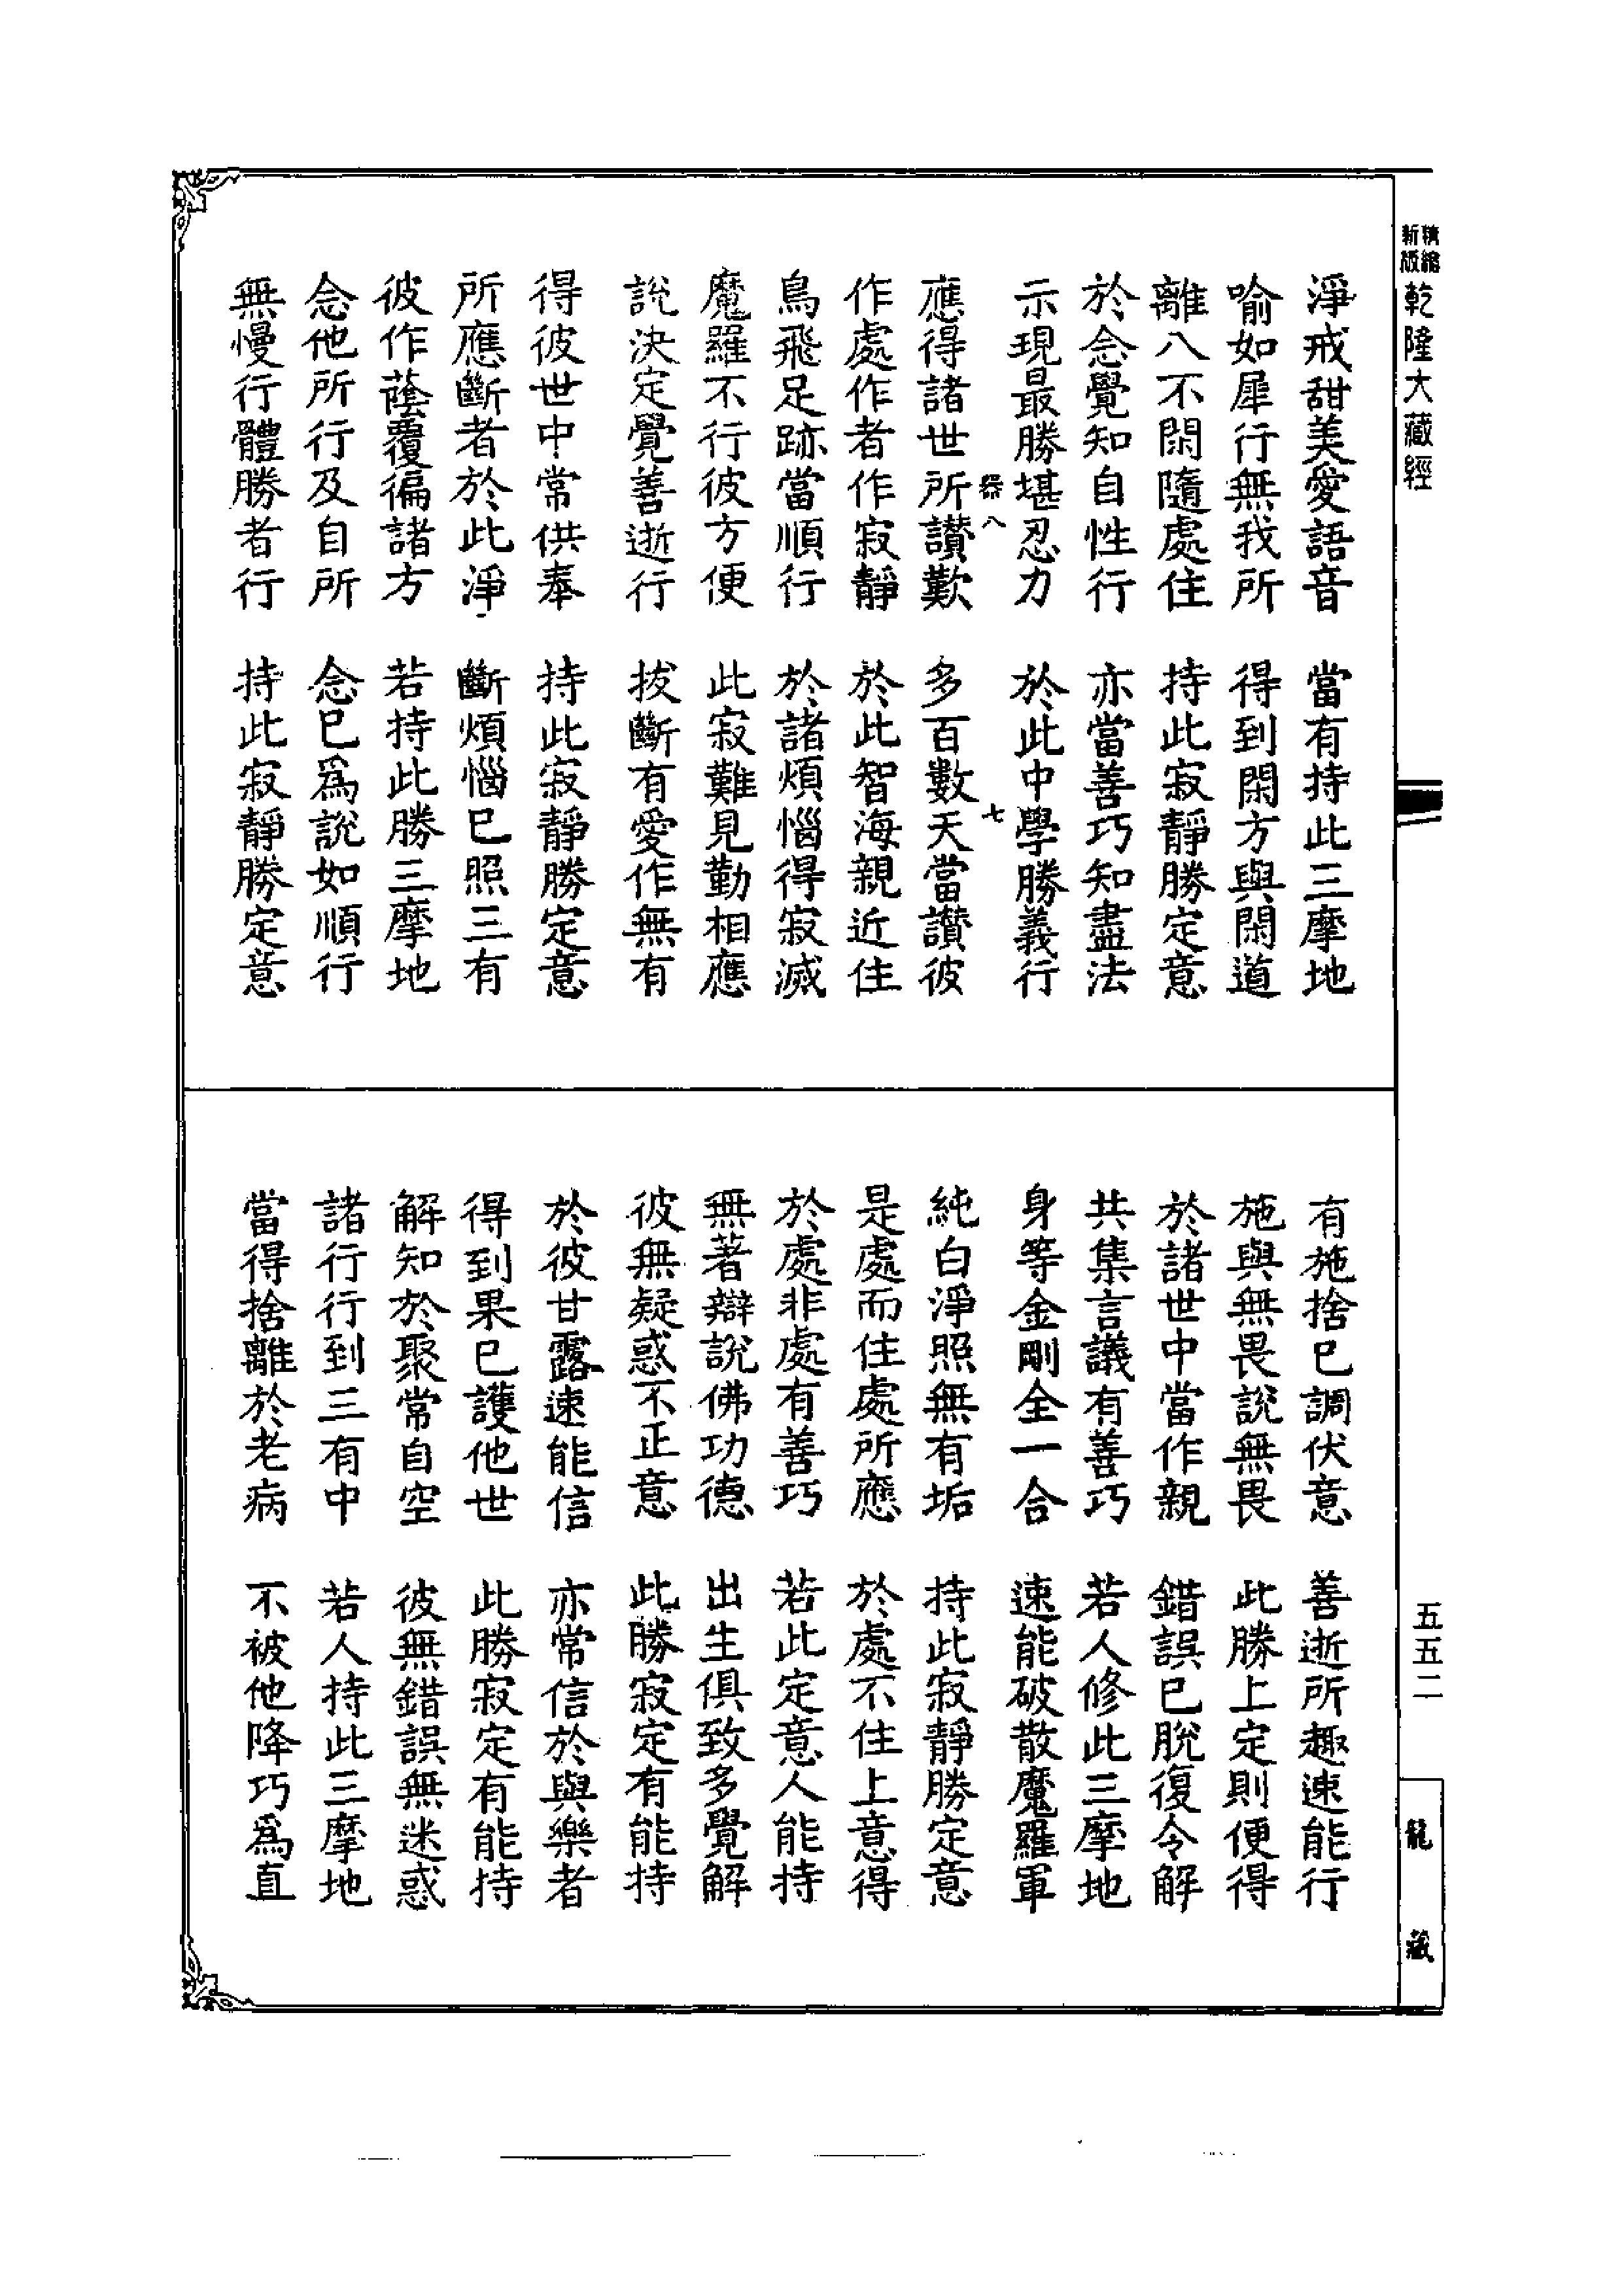 精縮新版乾隆大藏經
淨戒甜美愛語音　當有持此三摩地
喻如犀行無我所　得到閑方與閑道
離八不閑隨處住　持此寂靜勝定意
於念覺知自性行　亦當善巧知盡法
示現最勝堪忍力　於此中學勝義行
八　七
應得諸世所讚歎　多百數天當讚彼
作處作者作寂靜　於此智海親近住
鳥飛足跡當順行　於諸煩惱得寂滅
魔羅不行彼方便　此寂難見勤相應
說決定覺善逝行　拔斷有愛作無有
得彼世中常供奉　持此寂靜勝定意
所應斷者於此淨　斷煩惱已照三有
彼作蔭覆徧諸方　若持此勝三摩地
念他所行及自所　念已爲說如順行
無慢行體勝者行　持此寂靜勝定意
有施捨已調伏意　善逝所趣速能行
施與無畏說無畏　此勝上定則便得
於諸世中當作親　錯誤已脫復令解
共集言議有善巧　若人修此三摩地
身等金剛全一合　速能破散魔羅軍
純白淨照無有垢　持此寂靜勝定意
是處而住處所應　於處不住上意得
於處非處有善巧　若此定意人能持
無著辯說佛功德　出生俱致多覺解
彼無疑惑不正意　此勝寂定有能持
於彼甘露速能信　亦常信於與樂者
得到果已護他世　此勝寂定有能持
解知於聚常自空　彼無錯誤無迷惑
諸行行到三有中　若人持此三摩地
當得捨離於老病　不被他降巧爲直
五五二
龍藏